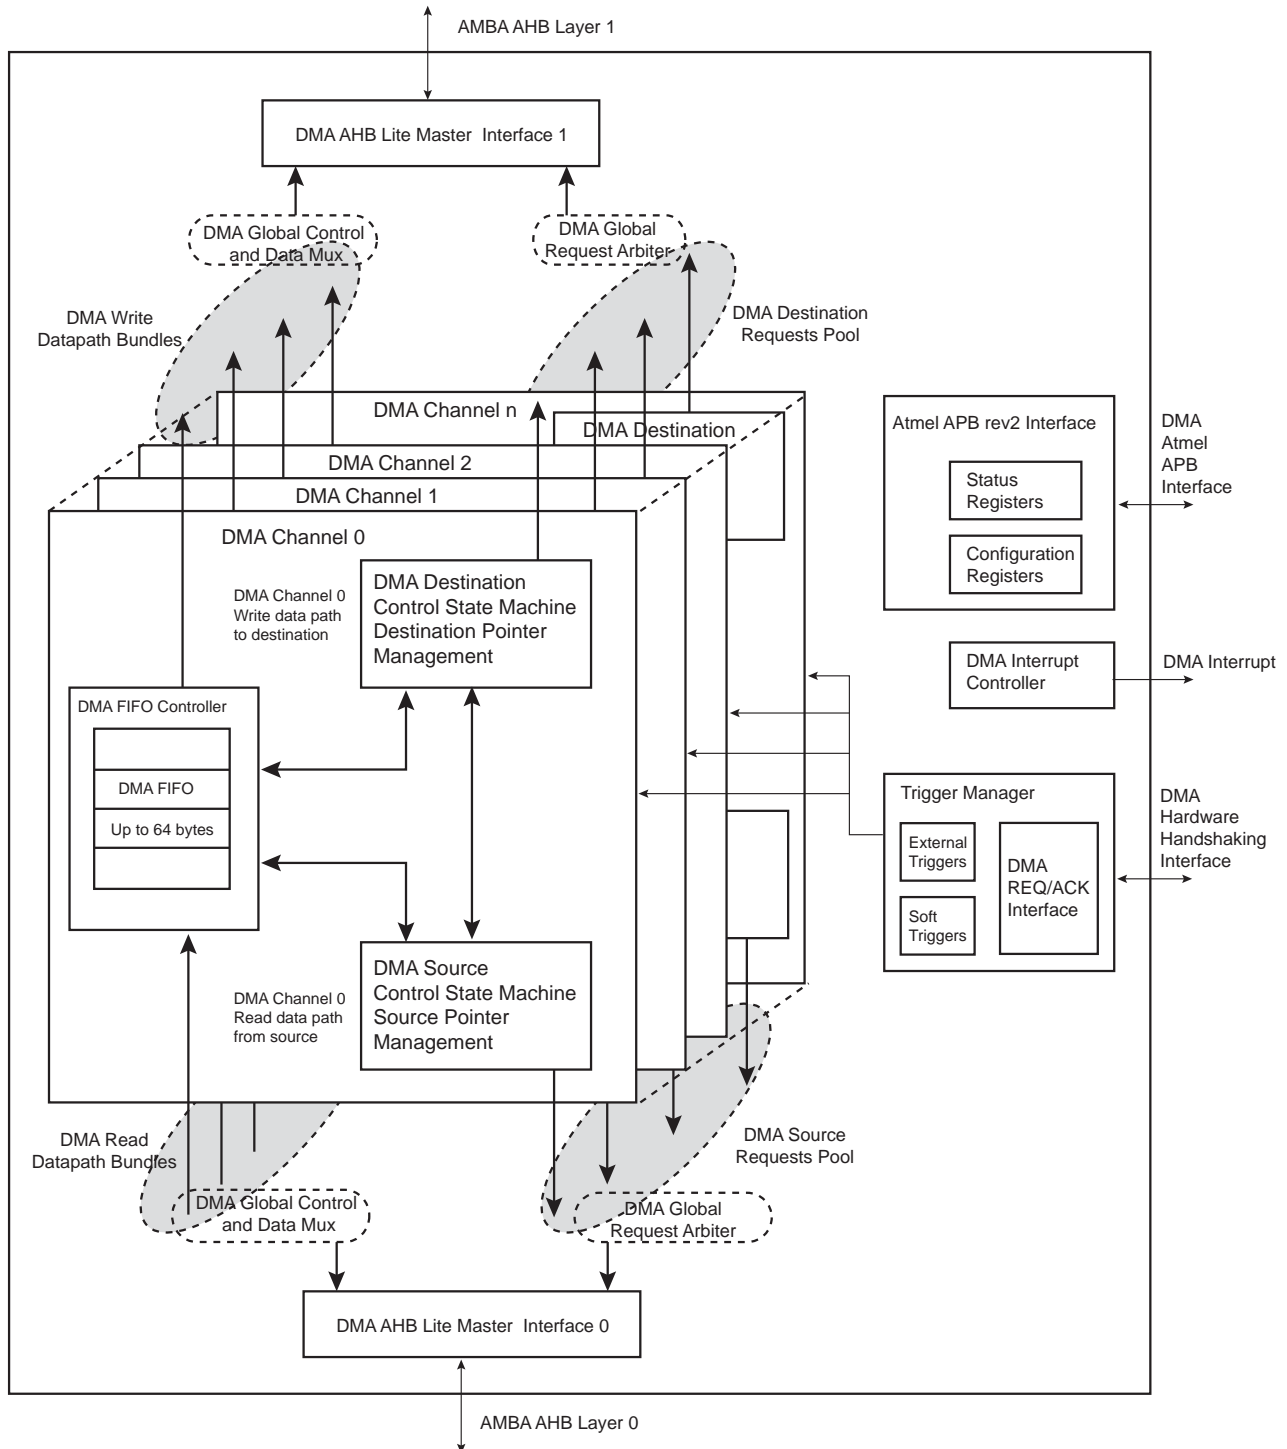 AMBA AHB Layer 1
DMA AHB Lite Master Interface 1
DMA Global Control
and Data Mux
DMA Global
Request Arbiter
DMA Write
Datapath Bundles
DMA Destination
Requests Pool
DMA Channel n
DMA Destination
DMA Channel 2
DMA Channel 1
DMA Channel 0
DMA Channel 0
Write data path
to destination
DMA Destination
Control State Machine
Destination Pointer
Management
DMA FIFO Controller
DMA FIFO
Up to 64 bytes
DMA Source
Control State Machine
Source Pointer
Management
DMA Channel 0
Read data path
from source
DMA Read
Datapath Bundles
DMA Source
Requests Pool
DMA Global Control
and Data Mux
DMA Global
Request Arbiter
DMA AHB Lite Master Interface 0
AMBA AHB Layer 0
Atmel APB rev2 Interface
Status
Registers
Configuration
Registers
DMA
Atmel
APB
Interface
DMA Interrupt
Controller
DMA Interrupt
Trigger Manager
External
Triggers
Soft
Triggers
DMA
REQ/ACK
Interface
DMA
Hardware
Handshaking
Interface